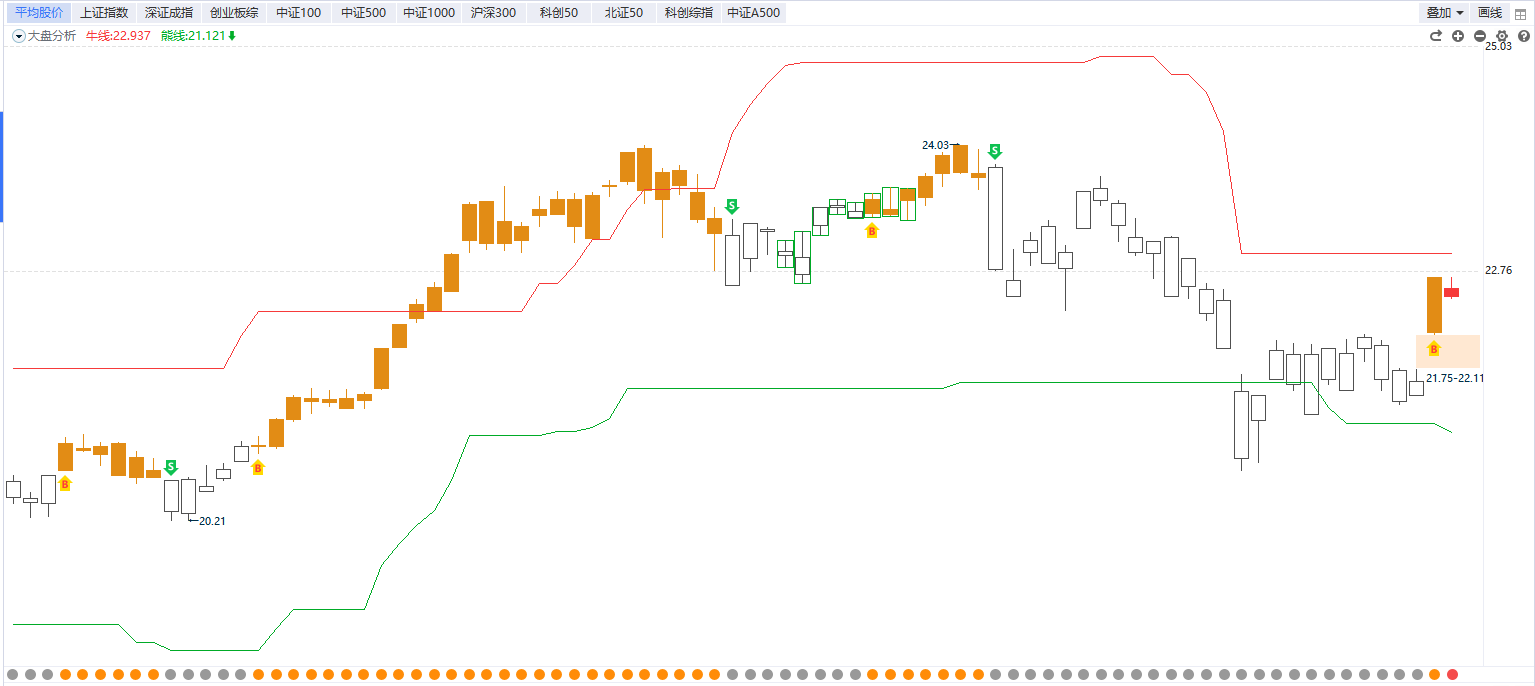 平均股价 上证指数 深证成指 创业板综 中证100 中证500 中证1000 沪深300 科创50 北证50 科创综指 中证A500 叠加 画线
大盘分析 牛线:22.937 熊线:21.121
25.03
24.03
S
S
B
22.76
B
21.75-22.11
S
B
B
20.21